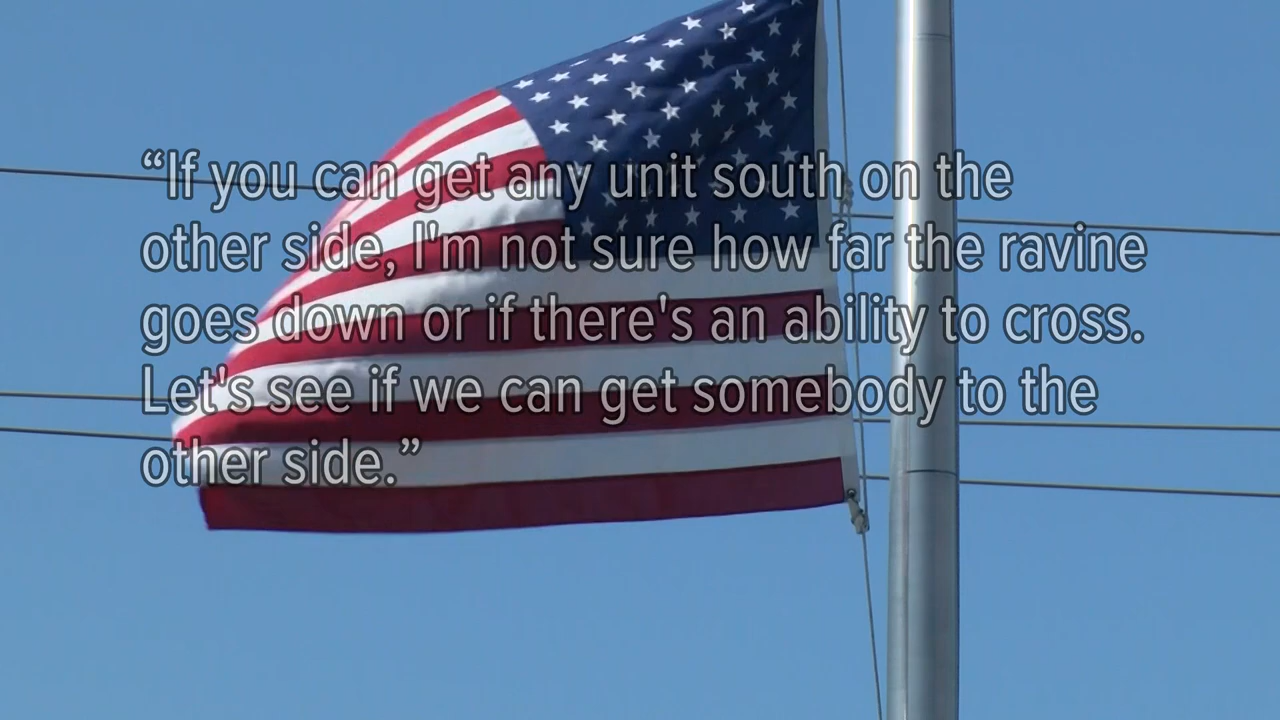 “If you can get any unit south on the
other side, I'm not sure how far the ravine
goes down or if there's an ability to cross.
Let's see if we can get somebody to the
other side.”